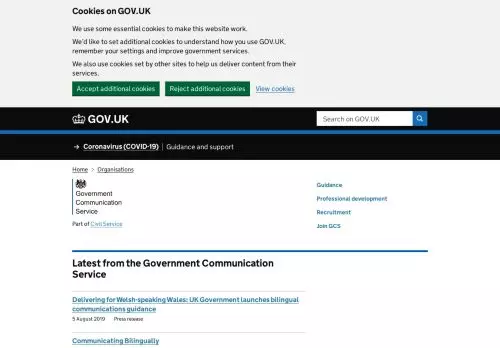 Cookies on GOV.UK
We use some essential cookies to make this website work.
We'd like to set additional cookies to understand how you use GOV.UK,
remember your settings and improve government services.
We also use cookies set by other sites to help us deliver content from their
services.
Accept additional cookies Reject additional cookies View cookies
GOV.UK
Search on GOV.UK
→ Coronavirus (COVID-19) Guidance and support
Home > Organisations
Government
Communication
Service
Part of Civil Service
Guidance
Professional development
Recruitment
Join GCS
Latest from the Government Communication
Service
Delivering for Welsh-speaking Wales: UK Government launches bilingual
communications guidance
5 August 2019 Press release
Communicating Bilingually